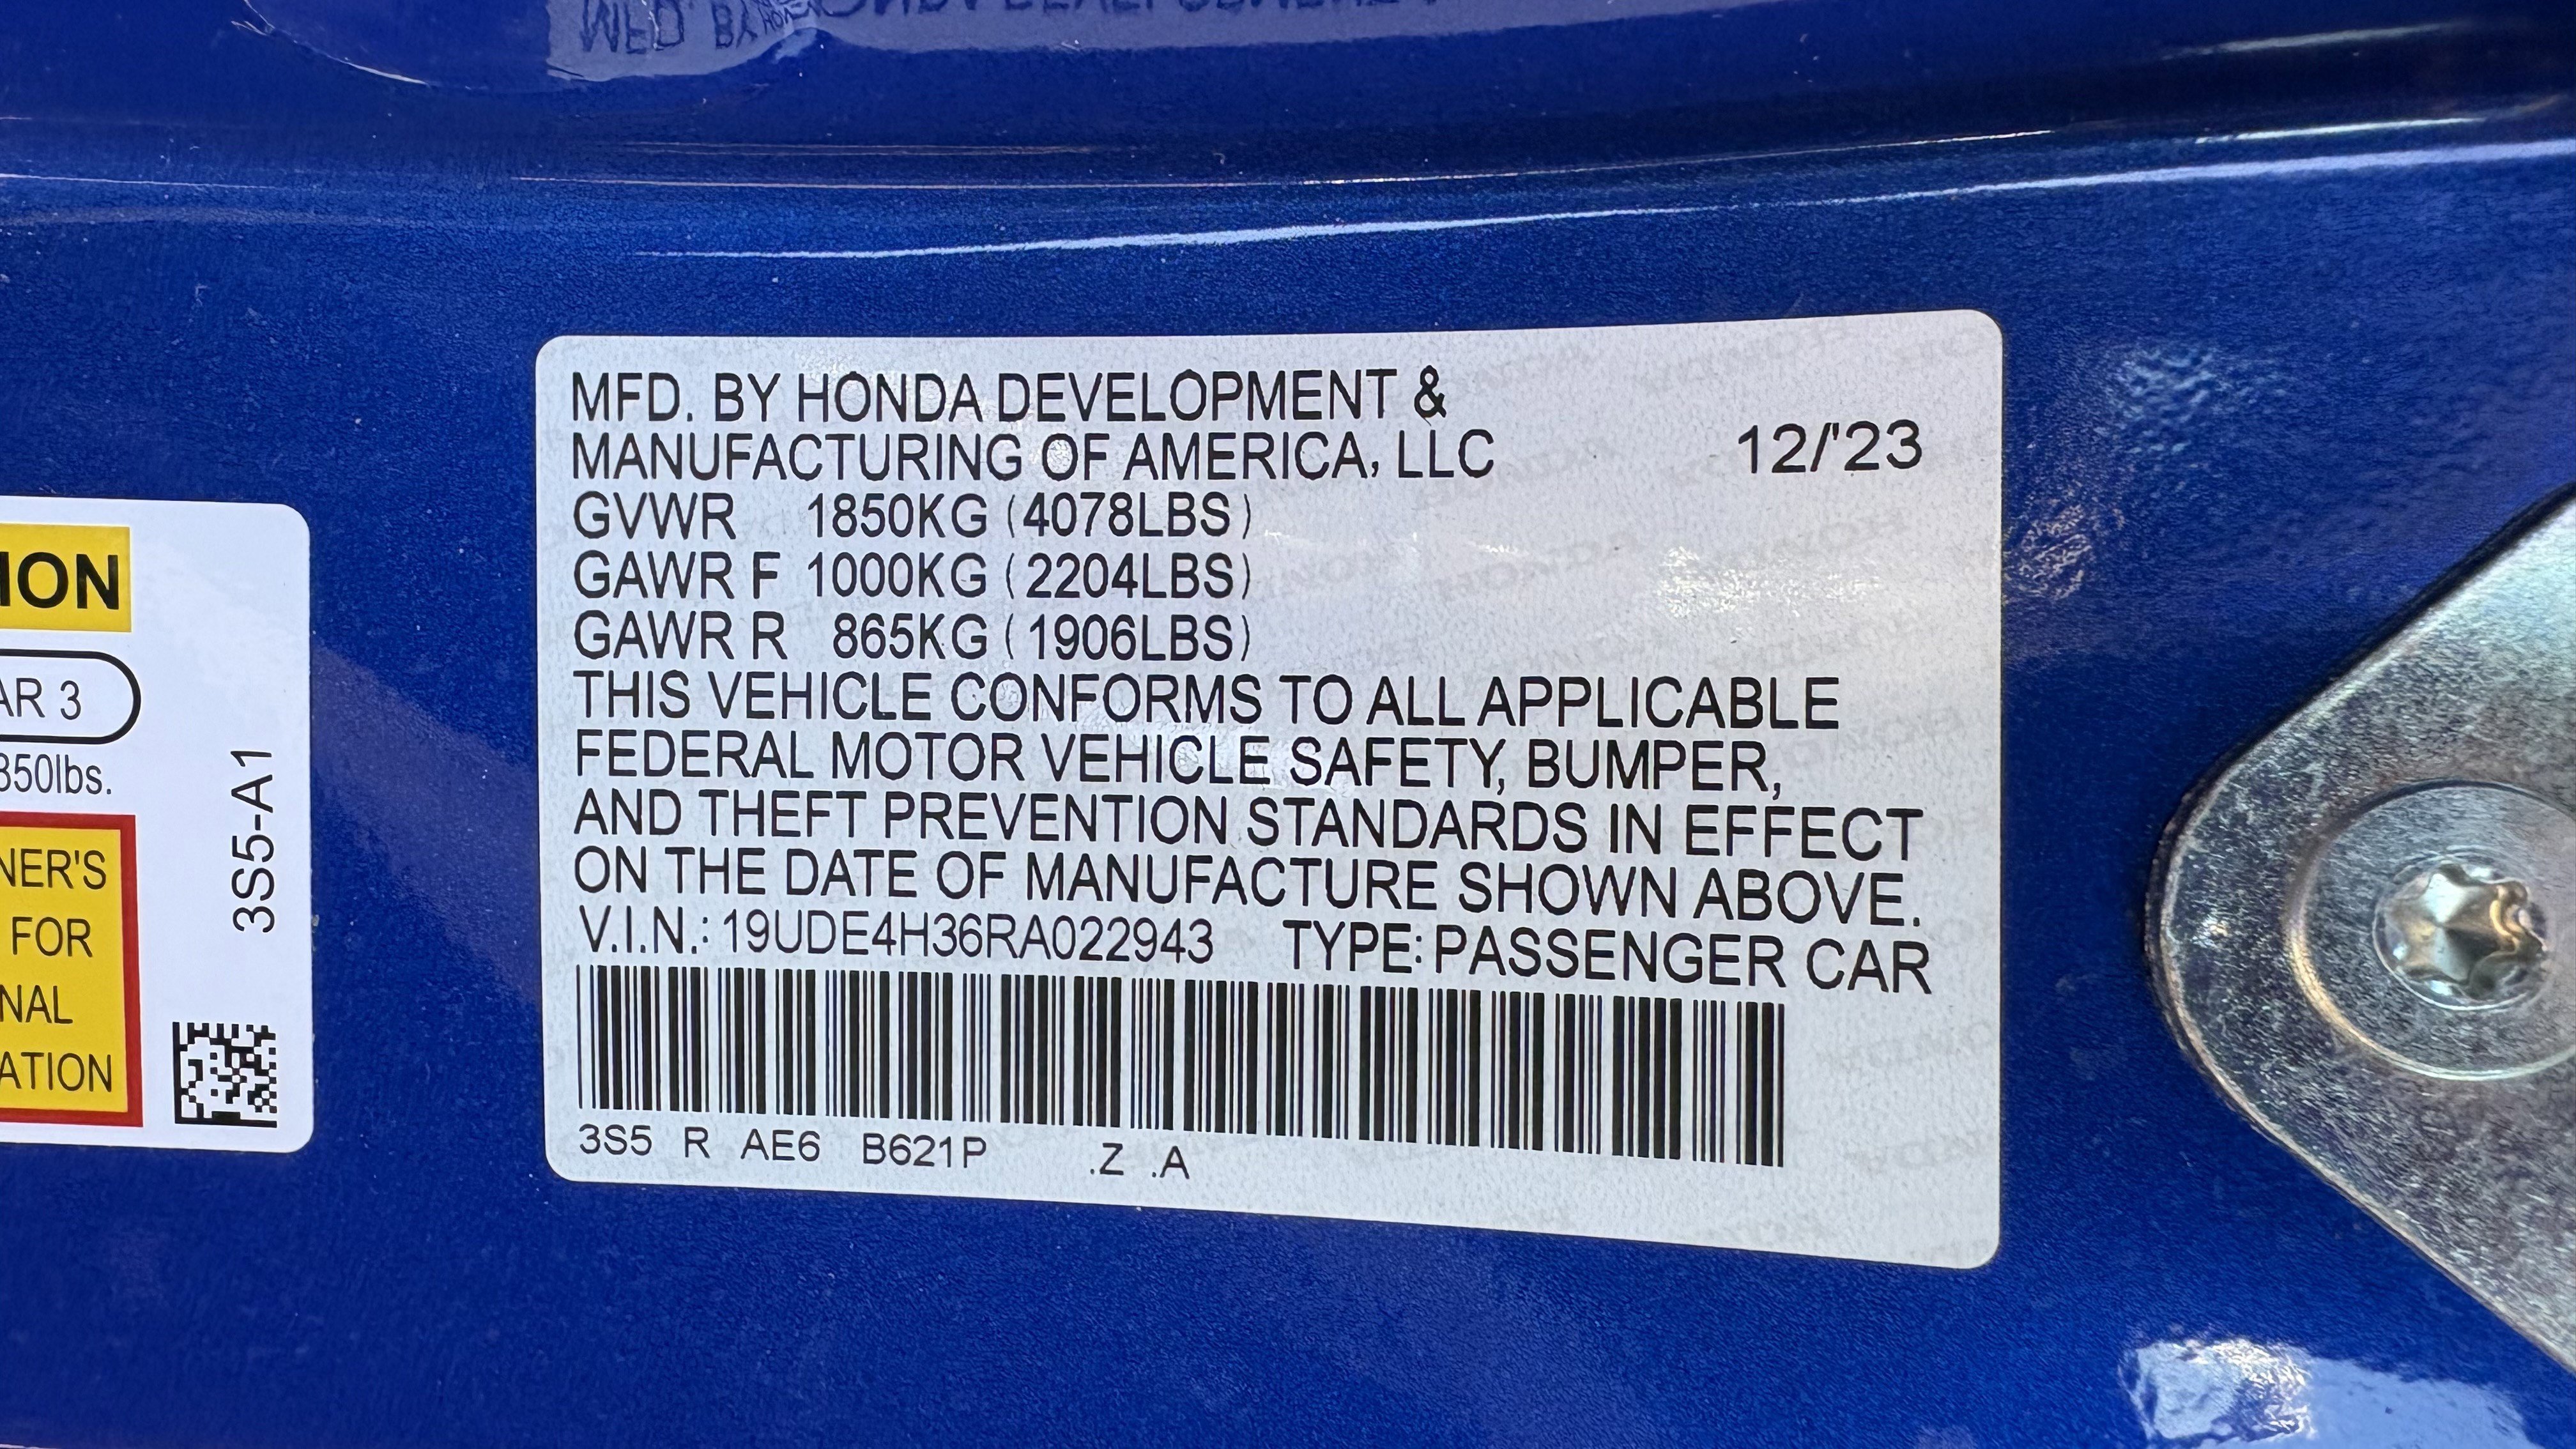 MFD. BY HONDA DEVELOPMENT &
MANUFACTURING OF AMERICA, LLC 12/'23
GVWR 1850KG (4078LBS)
GAWR F 1000KG (2204LBS)
GAWR R 865KG (1906LBS)
THIS VEHICLE CONFORMS TO ALL APPLICABLE
FEDERAL MOTOR VEHICLE SAFETY, BUMPER,
AND THEFT PREVENTION STANDARDS IN EFFECT
ON THE DATE OF MANUFACTURE SHOWN ABOVE.
V.I.N.: 19UDE4H36RA022943 TYPE: PASSENGER CAR
3S5 R AE6 B621P .Z .A
ION
AR 3
350lbs.
NER'S
FOR
NAL
ATION
3S5-A1